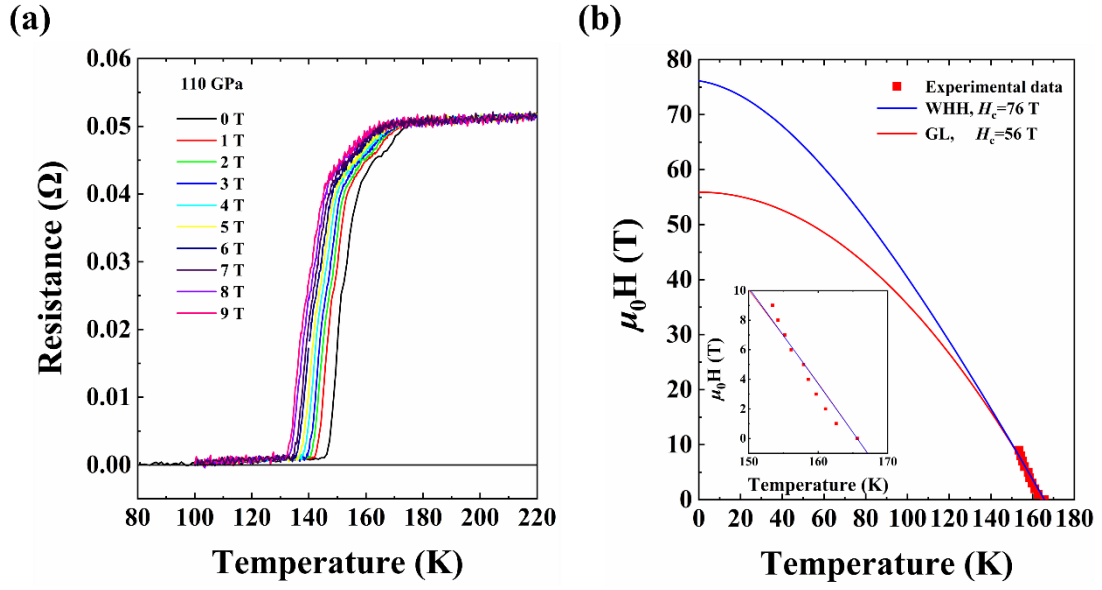 (a)
0.06
0.05
0.04
0.03
0.02
0.01
0.00
Resistance (Ω)
110 GPa
0 T
1 T
2 T
3 T
4 T
5 T
6 T
7 T
8 T
9 T
80 100 120 140 160 180 200 220
Temperature (K)
(b)
80
70
60
50
40
30
20
10
0
μ0H (T)
Experimental data
WHH, Hc=76 T
GL, Hc=56 T
10
8
6
4
2
0
μ0H (T)
150 160 170
Temperature (K)
0 20 40 60 80 100 120 140 160 180
Temperature (K)